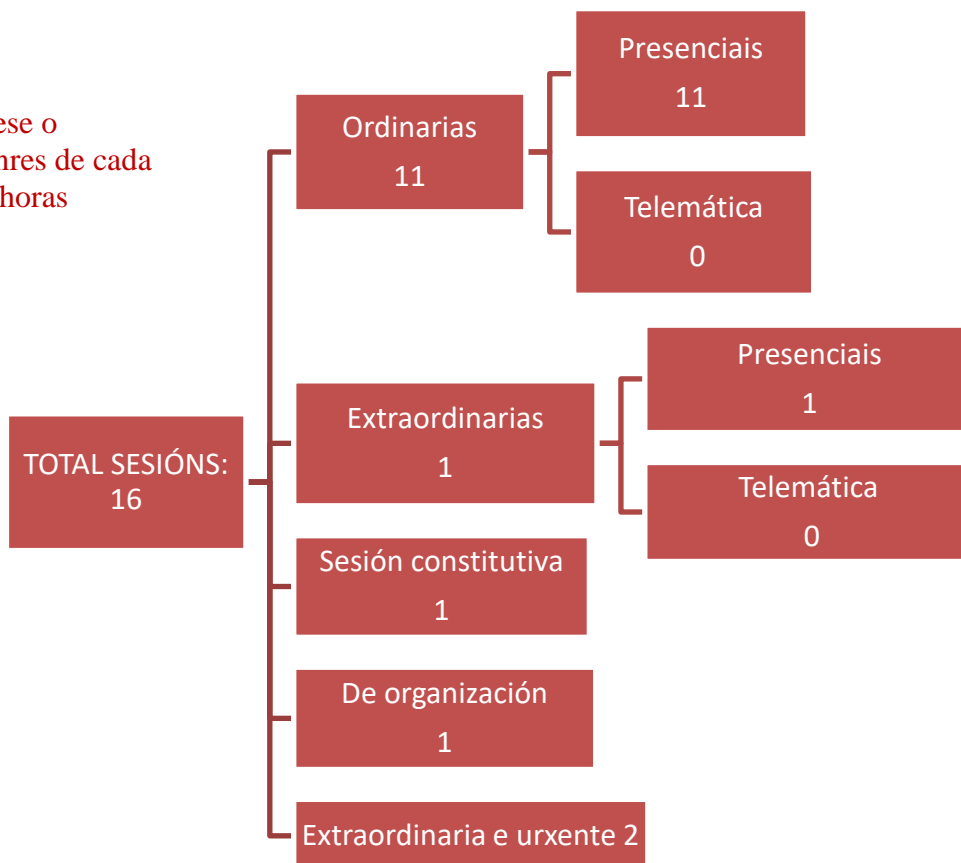 ese o
nres de cada
horas
TOTAL SESIÓNS:
16
Ordinarias
11
Presenciais
11
Telemática
0
Extraordinarias
1
Presenciais
1
Telemática
0
Sesión constitutiva
1
De organización
1
Extraordinaria e urxente 2